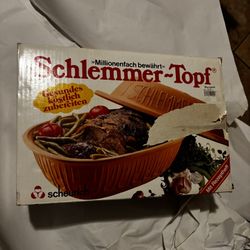 ~Millionenfach bewährt~
Schlemmer-Topf®
Gesundes
köstlich
zubereiten
scheurich